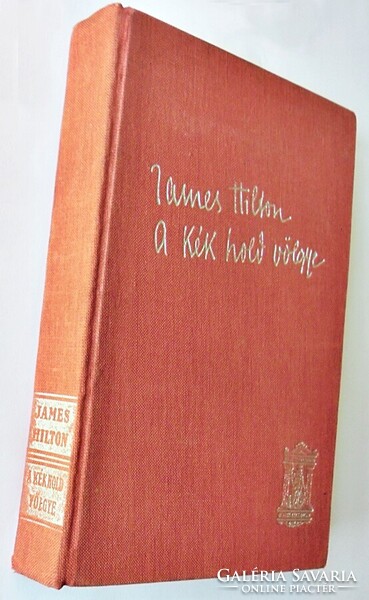 James Hilton
A Kék hold völgye
JAMES
HILTON
A KÉK HOLD
VÖLGYE
GALÉRIA SAVARIA
ONLINE PIACTÉR